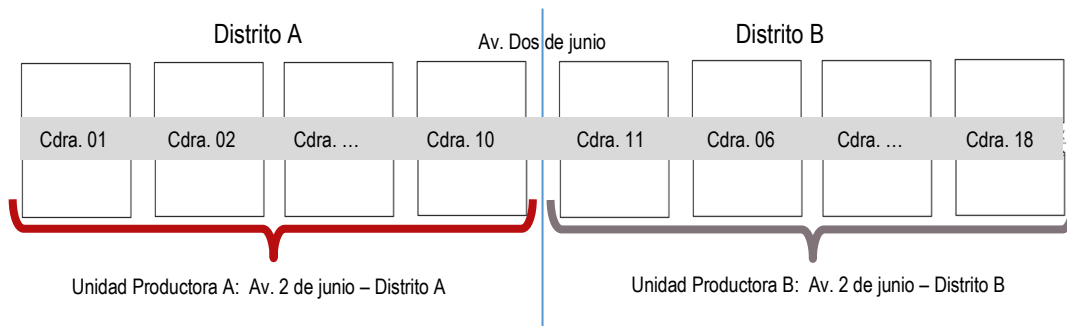 Distrito A
Av. Dos de junio
Distrito B
Cdra. 01
Cdra. 02
Cdra. …
Cdra. 10
Cdra. 11
Cdra. 06
Cdra. …
Cdra. 18
Unidad Productora A: Av. 2 de junio – Distrito A
Unidad Productora B: Av. 2 de junio – Distrito B